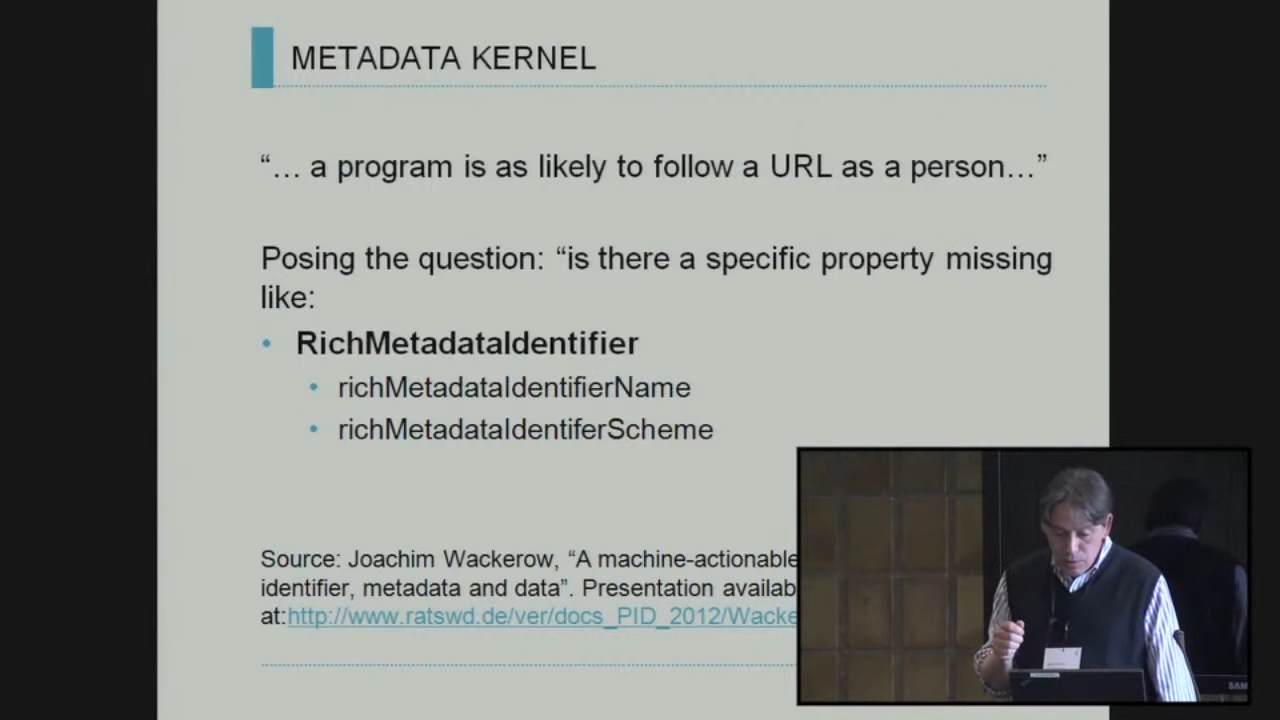 METADATA KERNEL
“… a program is as likely to follow a URL as a person…”
Posing the question: “is there a specific property missing
like:
• RichMetadataIdentifier
• richMetadataIdentifierName
• richMetadataIdentiferScheme
Source: Joachim Wackerow, “A machine-actionable
identifier, metadata and data”. Presentation availab
at:http://www.ratswd.de/ver/docs_PID_2012/Wacke
SAM